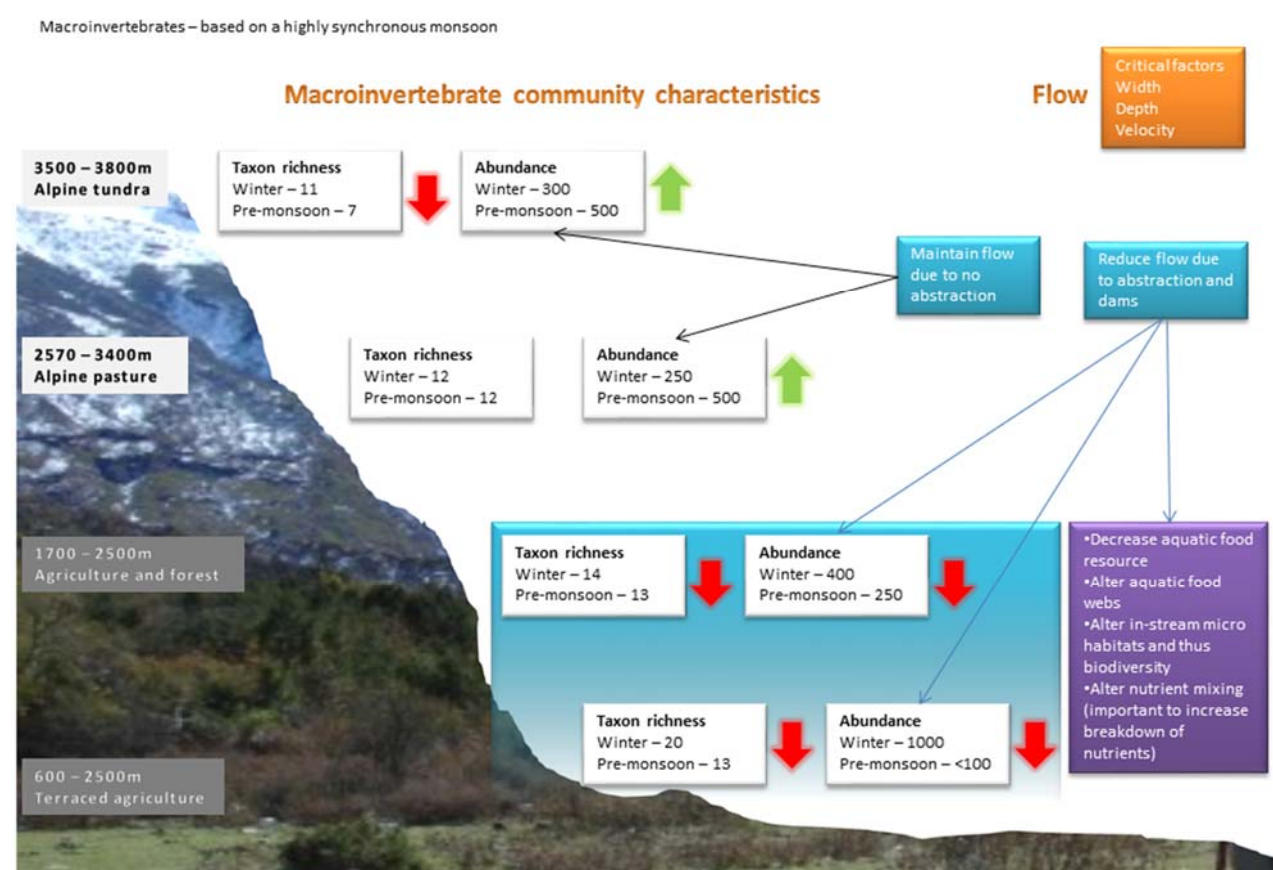 Macroinvertebrates – based on a highly synchronous monsoon
Macroinvertebrate community characteristics
Flow
Critical factors
Width
Depth
Velocity
3500 – 3800m
Alpine tundra
Taxon richness
Winter – 11
Pre-monsoon – 7
Abundance
Winter – 300
Pre-monsoon – 500
Maintain flow
due to no
abstraction
Reduce flow due
to abstraction and
dams
2570 – 3400m
Alpine pasture
Taxon richness
Winter – 12
Pre-monsoon – 12
Abundance
Winter – 250
Pre-monsoon – 500
1700 – 2500m
Agriculture and forest
Taxon richness
Winter – 14
Pre-monsoon – 13
Abundance
Winter – 400
Pre-monsoon – 250
•Decrease aquatic food
resource
•Alter aquatic food
webs
•Alter in-stream micro
habitats and thus
biodiversity
•Alter nutrient mixing
(important to increase
breakdown of
nutrients)
600 – 2500m
Terraced agriculture
Taxon richness
Winter – 20
Pre-monsoon – 13
Abundance
Winter – 1000
Pre-monsoon – <100